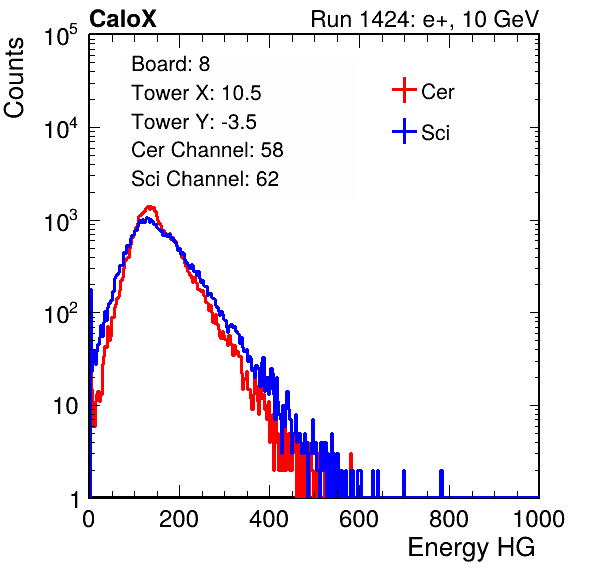 CaloX Run 1424: e+, 10 GeV
Counts
Board: 8
Tower X: 10.5
Tower Y: -3.5
Cer Channel: 58
Sci Channel: 62
Cer
Sci
10^5
10^4
10^3
10^2
10
1
0 200 400 600 800 1000
Energy HG